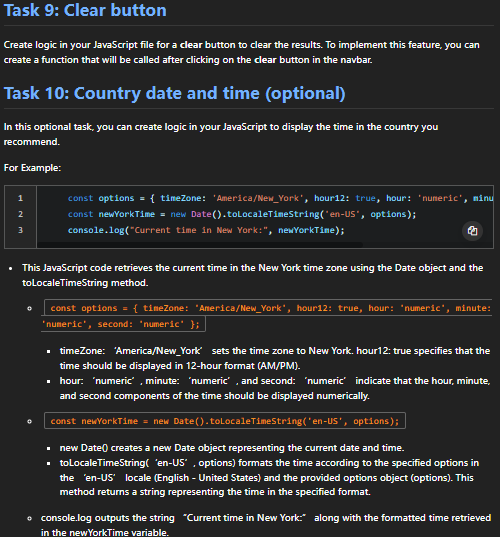 Task 9: Clear button
Create logic in your JavaScript file for a clear button to clear the results. To implement this feature, you can
create a function that will be called after clicking on the clear button in the navbar.
Task 10: Country date and time (optional)
In this optional task, you can create logic in your JavaScript to display the time in the country you
recommend.
For Example:
1 const options = { timeZone: 'America/New_York', hour12: true, hour: 'numeric', minu
2 const newYorkTime = new Date().toLocaleTimeString('en-US', options);
3 console.log("Current time in New York:", newYorkTime);
• This JavaScript code retrieves the current time in the New York time zone using the Date object and the
toLocaleTimeString method.
const options = { timeZone: 'America/New_York', hour12: true, hour: 'numeric', minute:
'numeric', second: 'numeric' };
▪ timeZone: ‘America/New_York’ sets the time zone to New York. hour12: true specifies that the
time should be displayed in 12-hour format (AM/PM).
▪ hour: ‘numeric’, minute: ‘numeric’, and second: ‘numeric’ indicate that the hour, minute,
and second components of the time should be displayed numerically.
const newYorkTime = new Date().toLocaleTimeString('en-US', options);
▪ new Date() creates a new Date object representing the current date and time.
▪ toLocaleTimeString(‘en-US’, options) formats the time according to the specified options in
the ‘en-US’ locale (English - United States) and the provided options object (options). This
method returns a string representing the time in the specified format.
console.log outputs the string “Current time in New York:” along with the formatted time retrieved
in the newYorkTime variable.